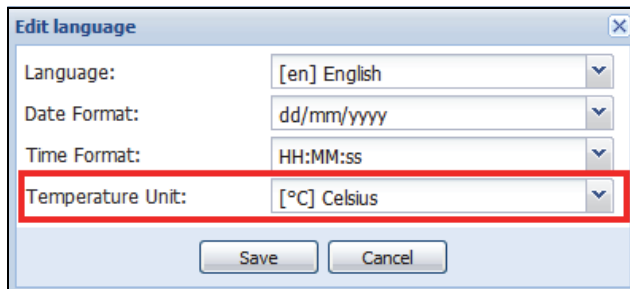 Edit language
Language: [en] English
Date Format: dd/mm/yyyy
Time Format: HH:MM:ss
Temperature Unit: [°C] Celsius
Save Cancel